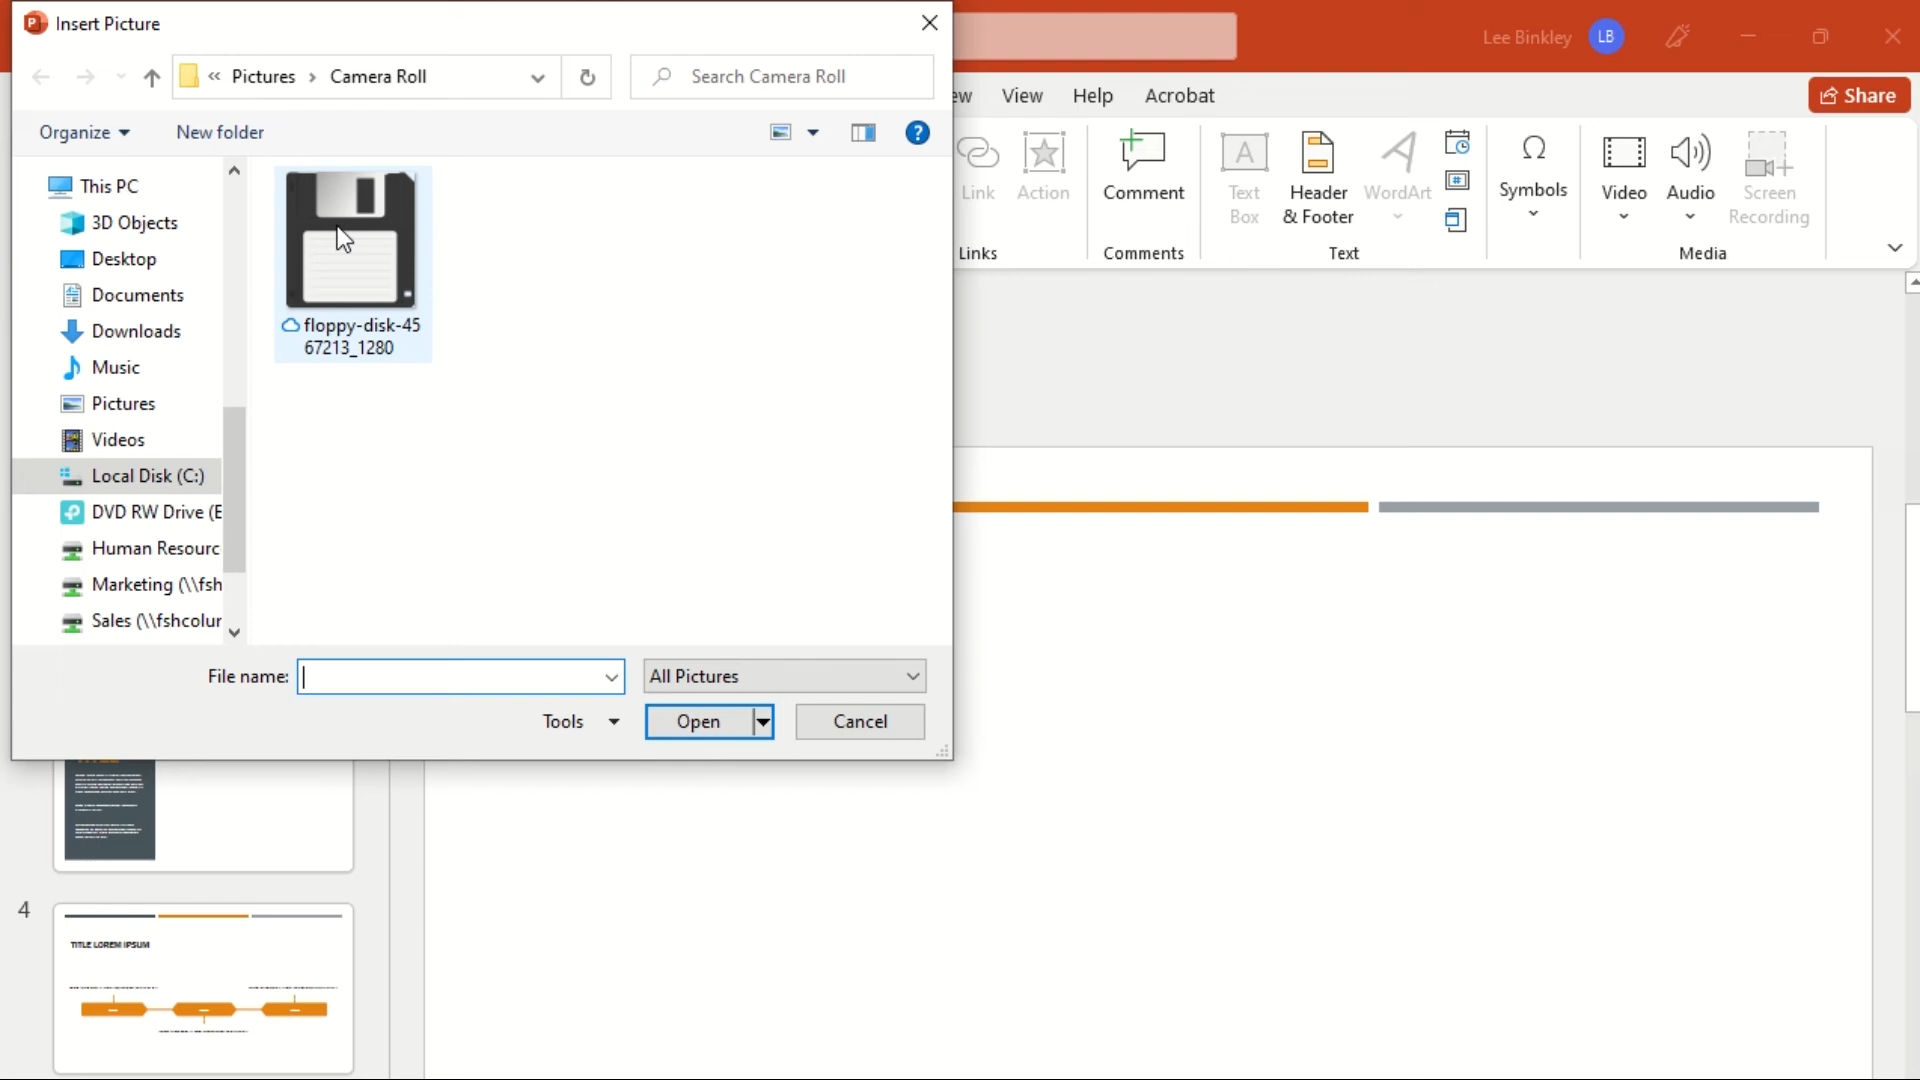 Insert Picture
Lee Binkley LB
« Pictures > Camera Roll
Search Camera Roll
ew View Help Acrobat
Share
Organize
New folder
This PC
3D Objects
Desktop
Documents
Downloads
Music
Pictures
Videos
Local Disk (C:)
DVD RW Drive (E
Human Resourc
Marketing (\\fsh
Sales (\\fshcolur
floppy-disk-45
67213_1280
Link
Action
Links
Comment
Comments
Text
Box
Header
& Footer
WordArt
Text
Symbols
Video
Audio
Screen
Recording
Media
File name:
All Pictures
Tools
Open
Cancel
4
TITLE LOREM IPSUM